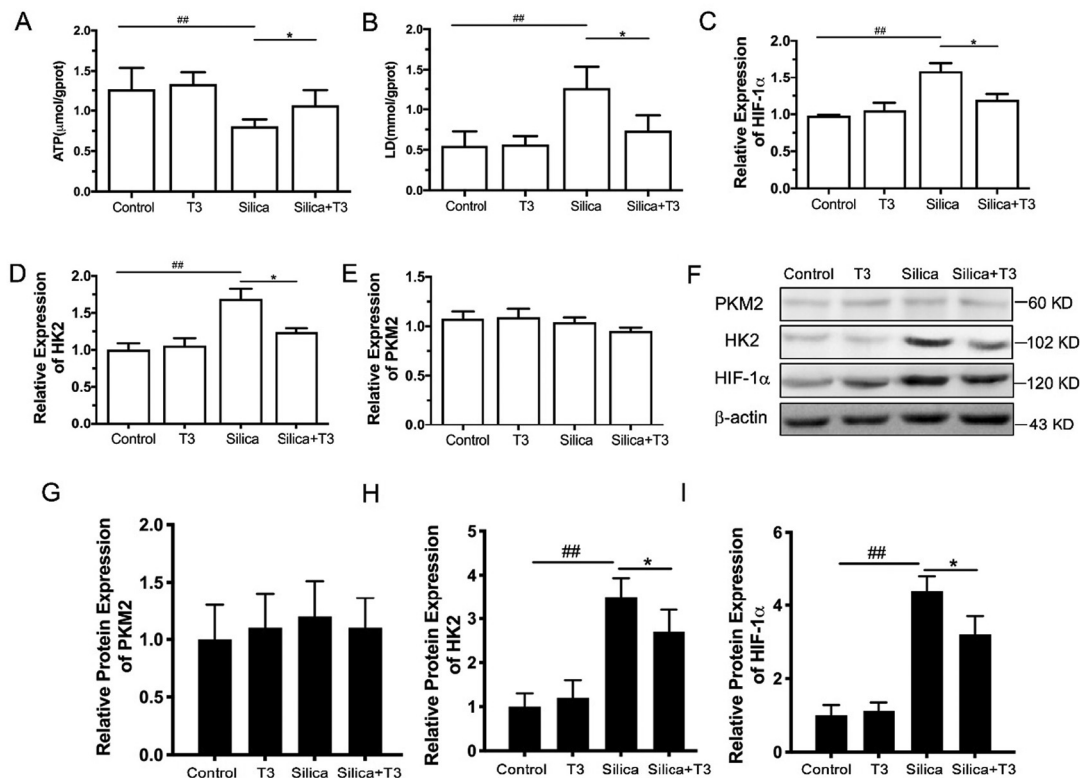 A
##
*
ATP(μmol/gprot)
2.0
1.5
1.0
0.5
0.0
Control T3 Silica Silica+T3
B
##
*
LD(mmol/gprot)
2.0
1.5
1.0
0.5
0.0
Control T3 Silica Silica+T3
C
##
*
Relative Expression
of HIF-1α
2.0
1.5
1.0
0.5
0.0
Control T3 Silica Silica+T3
D
##
*
Relative Expression
of HK2
2.0
1.5
1.0
0.5
0.0
Control T3 Silica Silica+T3
E
Relative Expression
of PKM2
1.5
1.0
0.5
0.0
Control T3 Silica Silica+T3
F
Control T3 Silica Silica+T3
PKM2 60 KD
HK2 102 KD
HIF-1α 120 KD
β-actin 43 KD
G
Relative Protein Expression
of PKM2
2.0
1.5
1.0
0.5
0.0
Control T3 Silica Silica+T3
H
##
*
Relative Protein Expression
of HK2
5
4
3
2
1
0
Control T3 Silica Silica+T3
I
##
*
Relative Protein Expression
of HIF-1α
6
4
2
0
Control T3 Silica Silica+T3